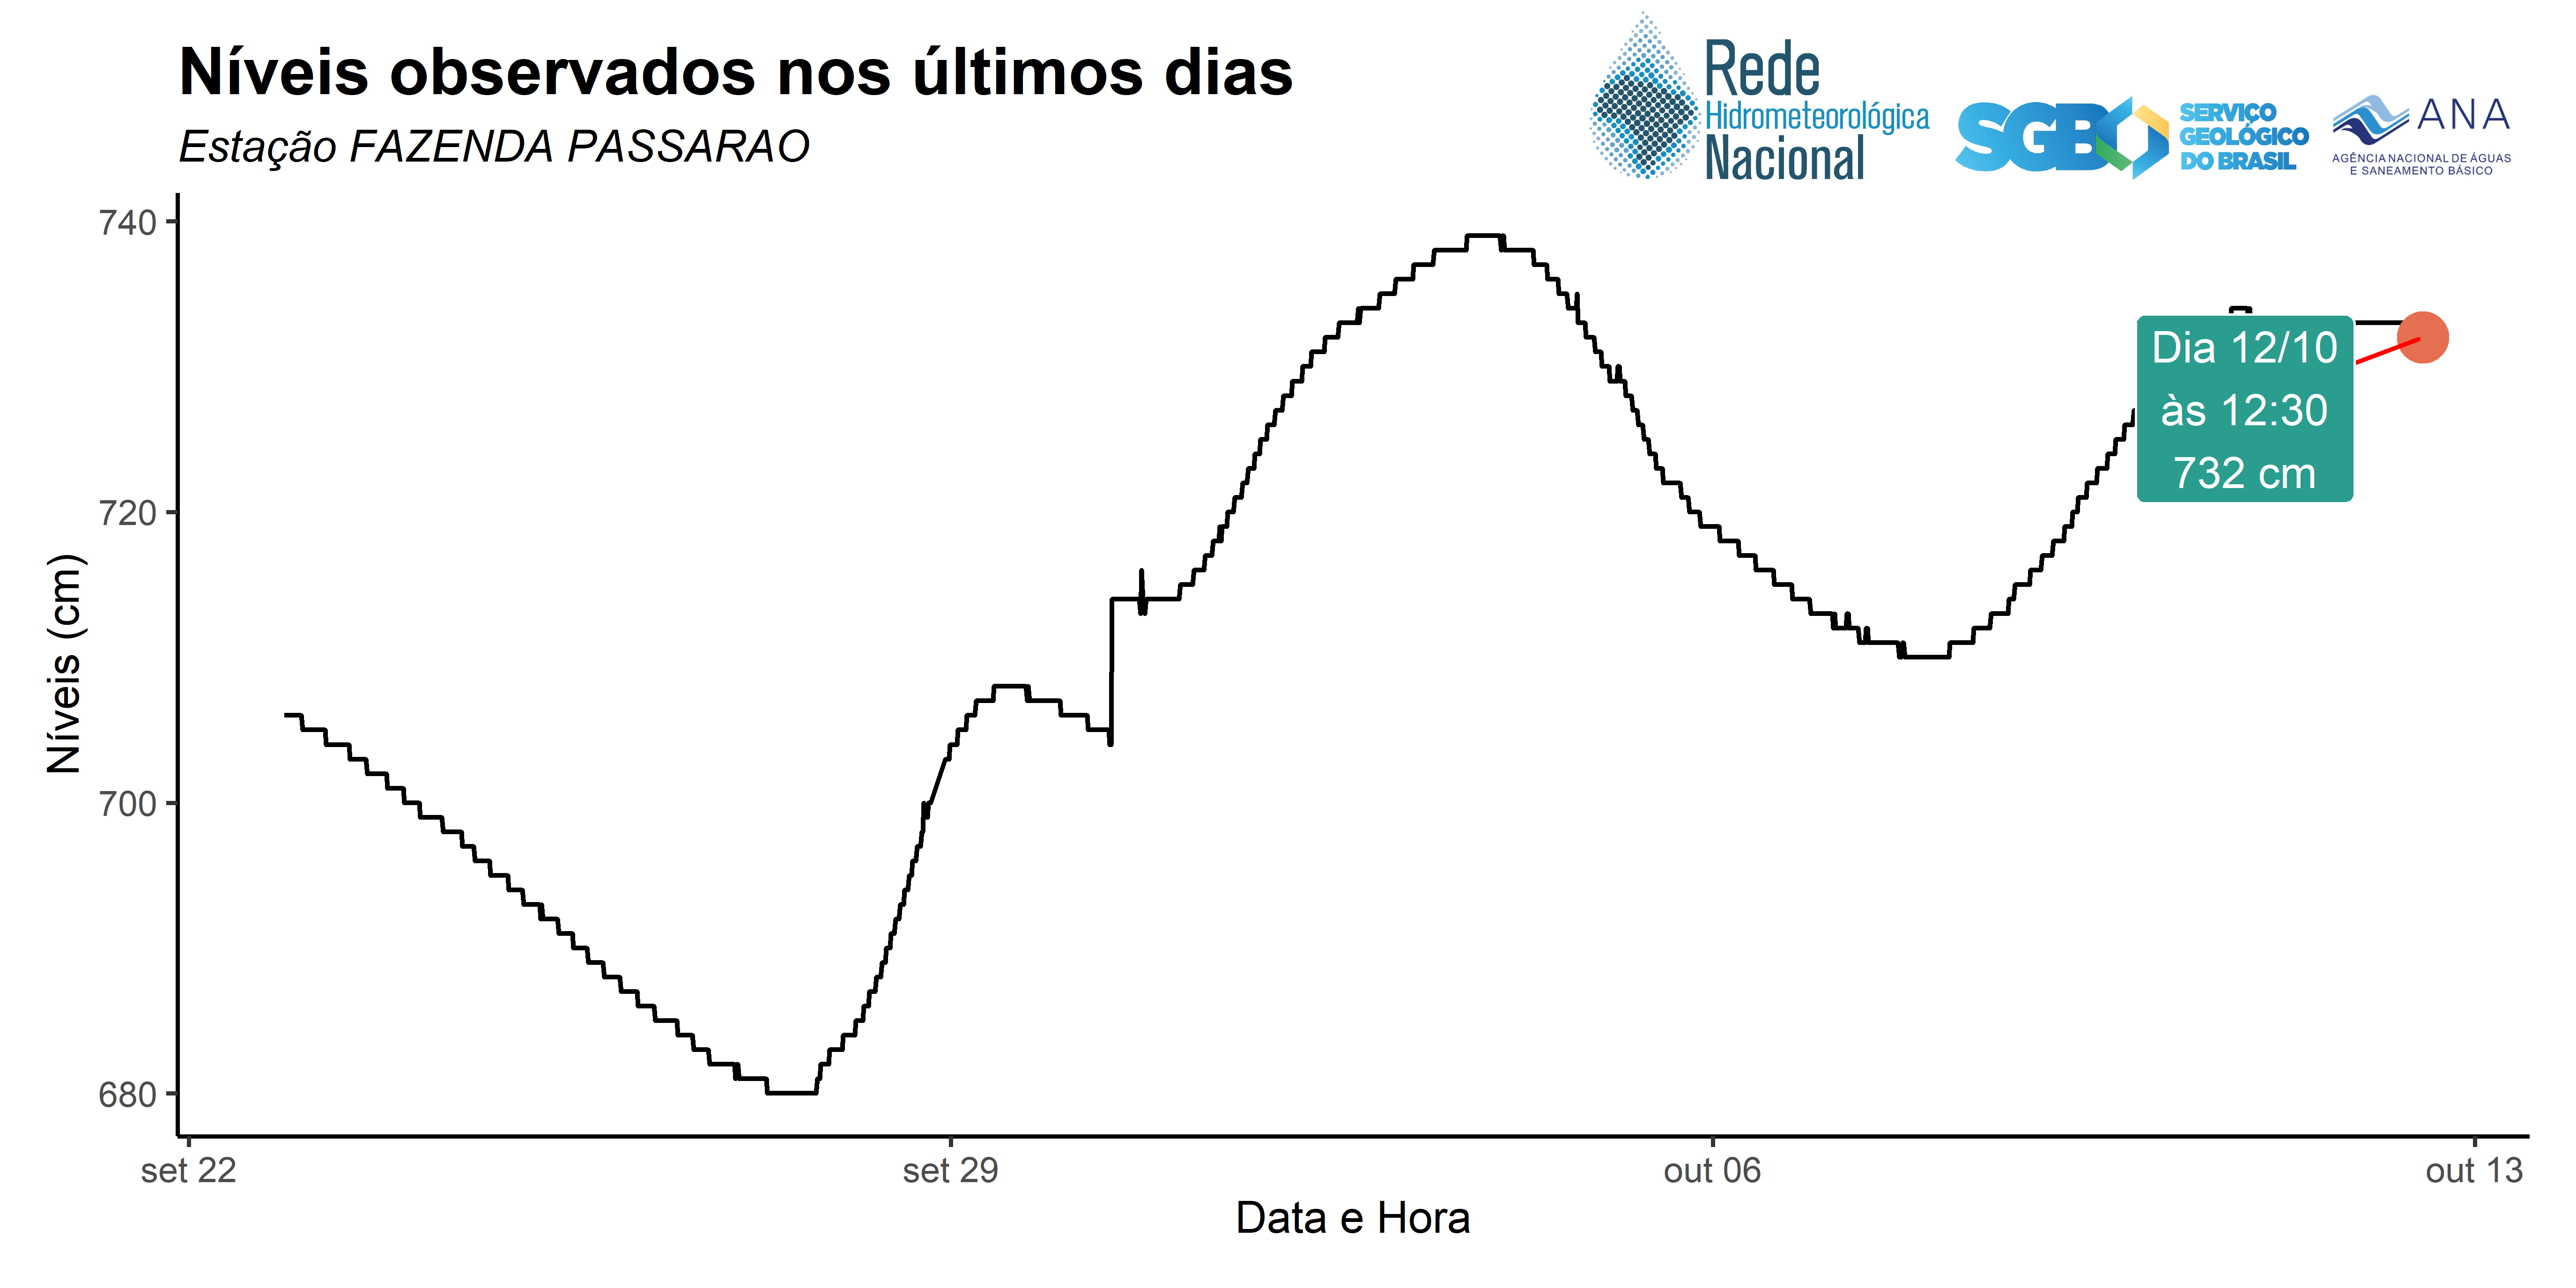 Níveis observados nos últimos dias
Estação FAZENDA PASSARAO
Rede
Hidrometeorológica
Nacional
SGB
SERVIÇO
GEOLÓGICO
DO BRASIL
ANA
AGÊNCIA NACIONAL DE ÁGUAS
E SANEAMENTO BÁSICO
740
720
700
680
Níveis (cm)
Dia 12/10
às 12:30
732 cm
set 22
set 29
out 06
out 13
Data e Hora